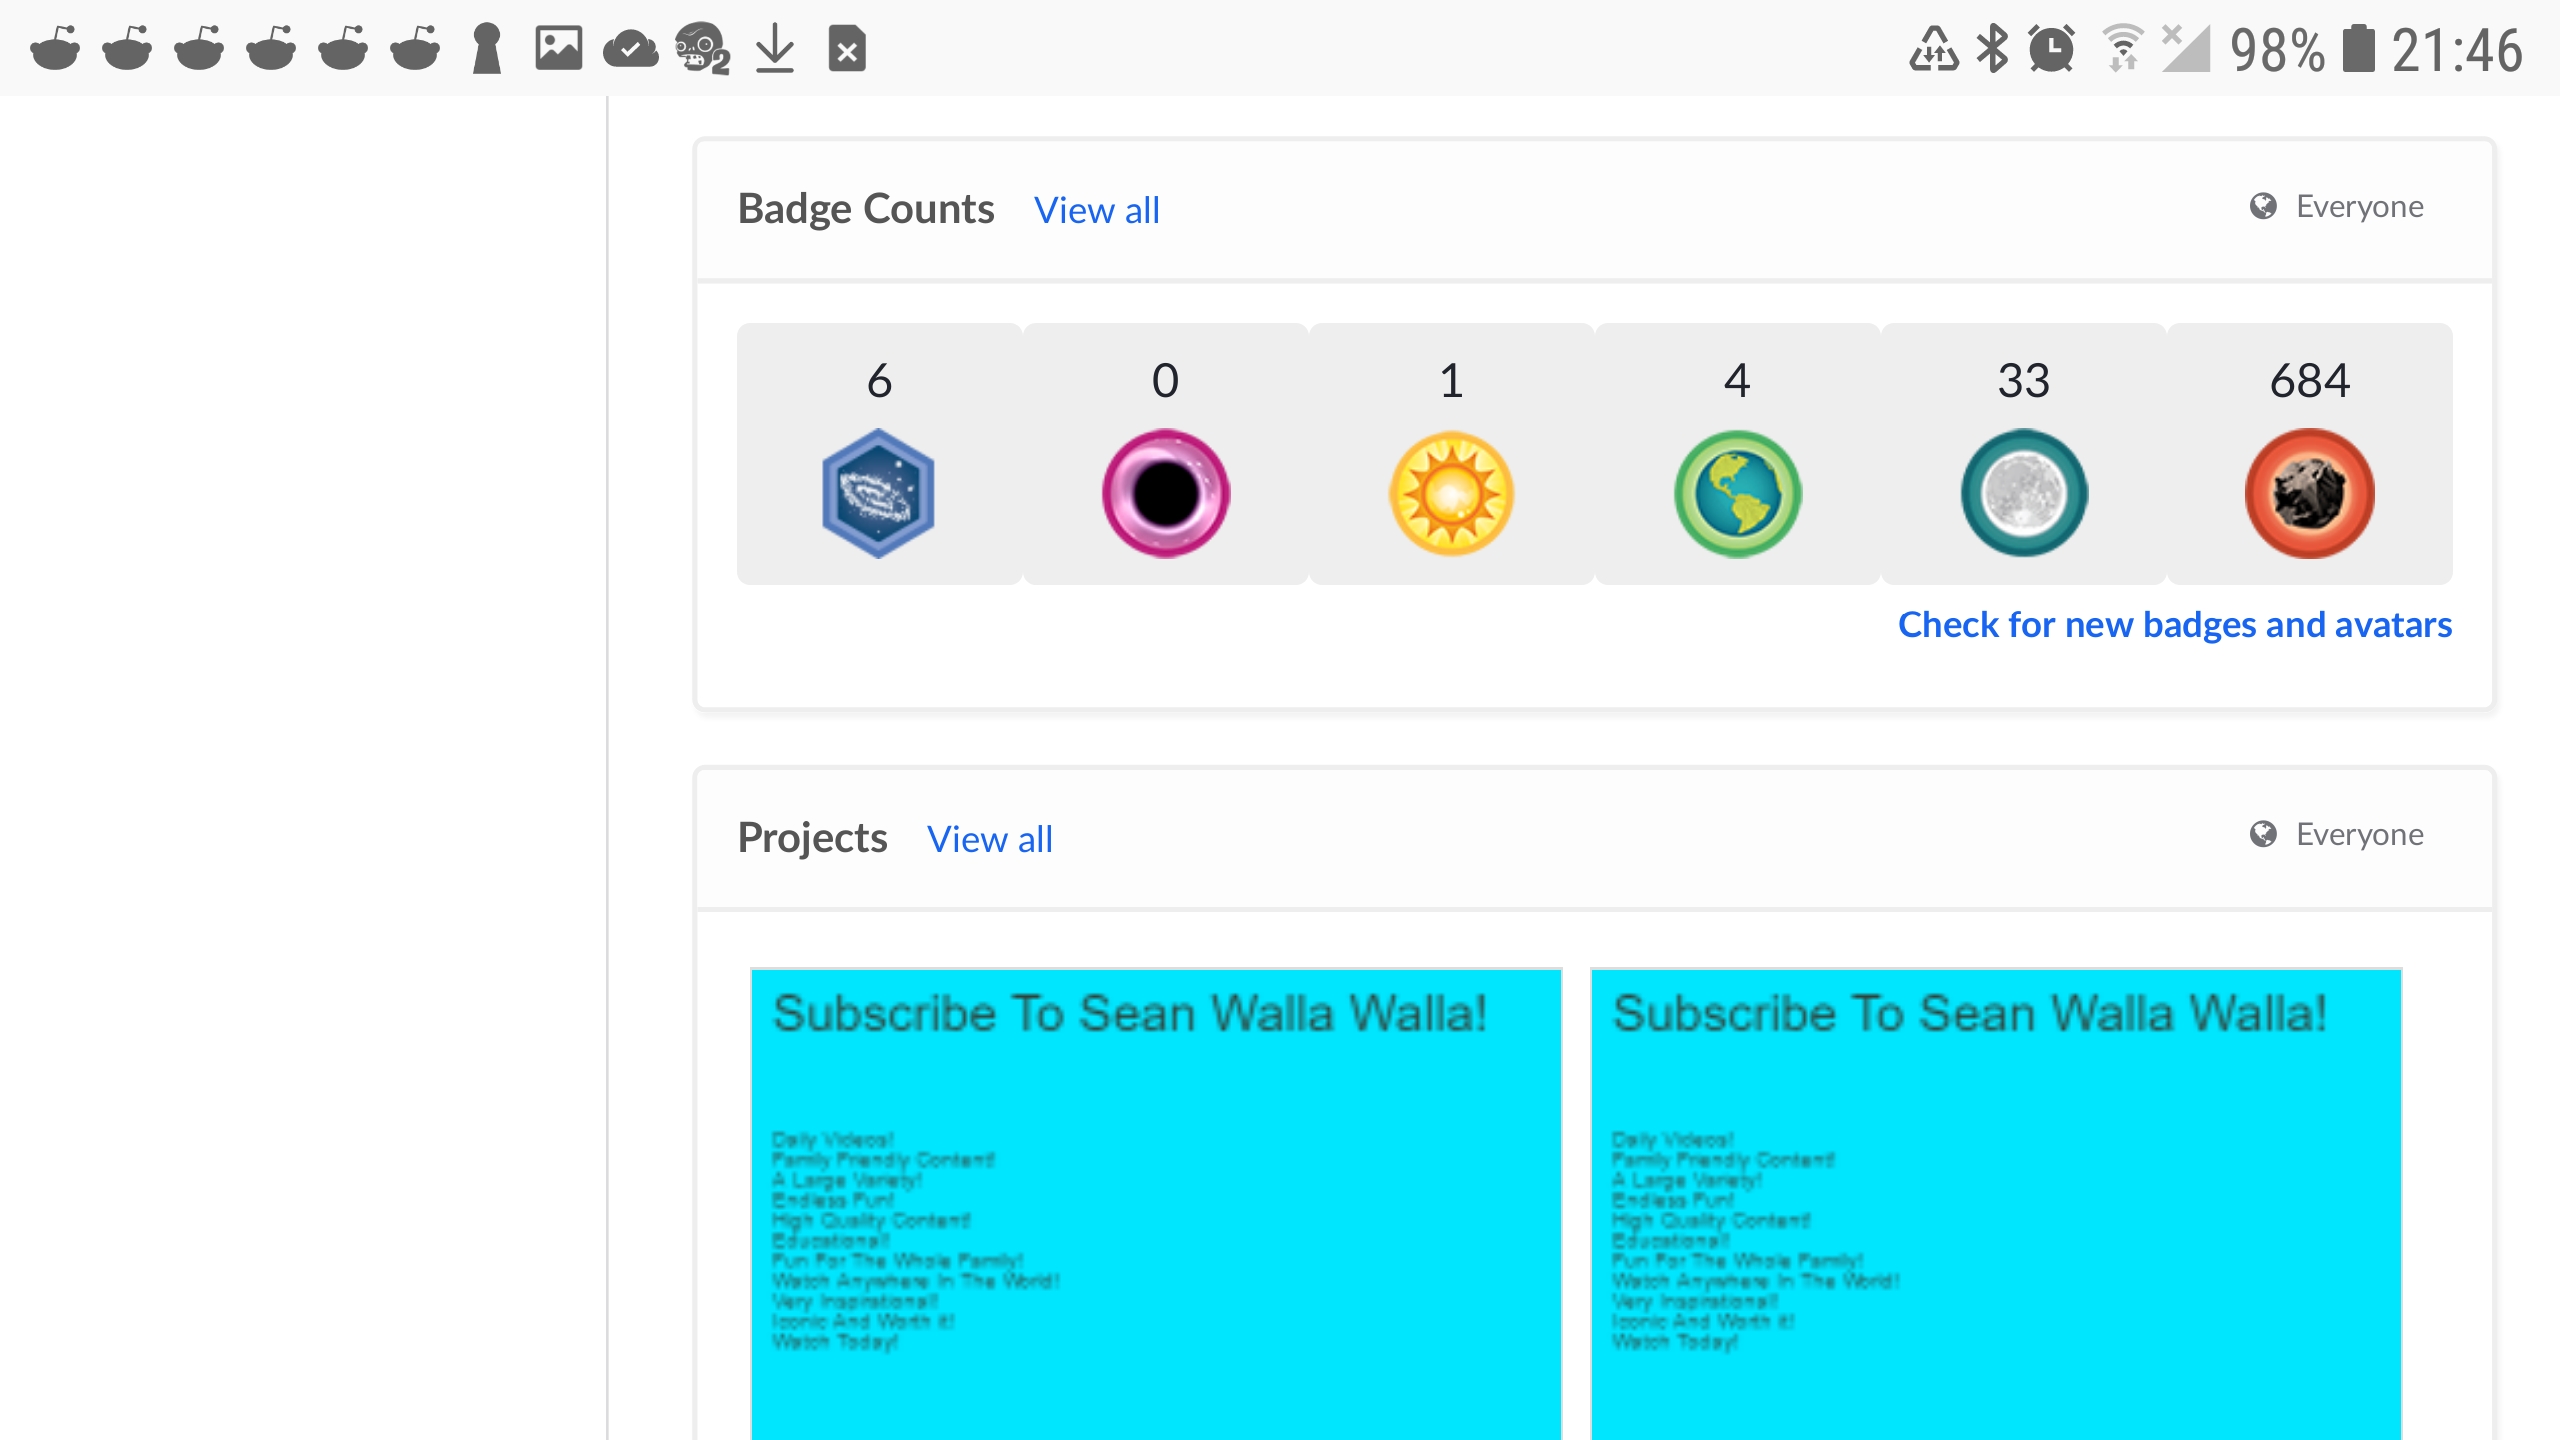 98% 21:46
Badge Counts View all Everyone
6 0 1 4 33 684
Check for new badges and avatars
Projects View all Everyone
Subscribe To Sean Walla Walla! Subscribe To Sean Walla Walla!
Daily Videos! Daily Videos!
Family Friendly Content! Family Friendly Content!
A Large Variety! A Large Variety!
Endless Fun! Endless Fun!
High Quality Content! High Quality Content!
Educational! Educational!
Fun For The Whole Family! Fun For The Whole Family!
Watch Anywhere In The World! Watch Anywhere In The World!
Very Inspirational! Very Inspirational!
Iconic And Worth it! Iconic And Worth it!
Watch Today! Watch Today!